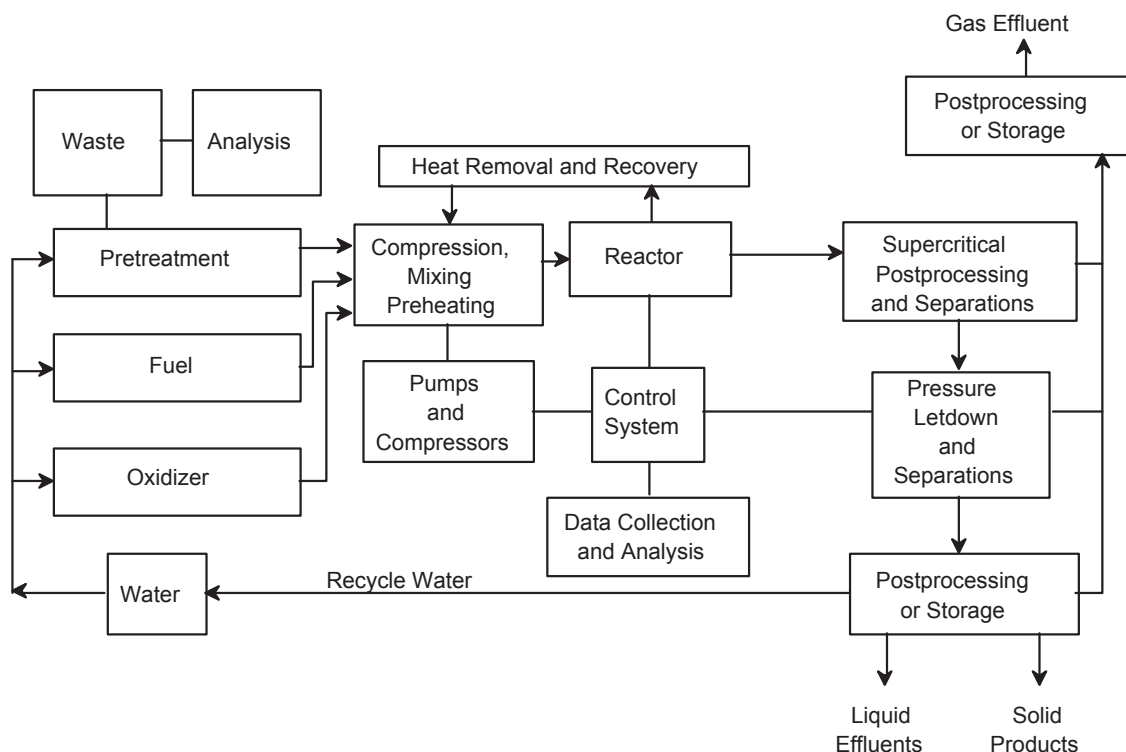 Gas Effluent
Postprocessing
or Storage
Waste
Analysis
Heat Removal and Recovery
Pretreatment
Compression,
Mixing
Preheating
Reactor
Supercritical
Postprocessing
and Separations
Fuel
Pumps
and
Compressors
Control
System
Pressure
Letdown
and
Separations
Oxidizer
Data Collection
and Analysis
Water
Recycle Water
Postprocessing
or Storage
Liquid
Effluents
Solid
Products